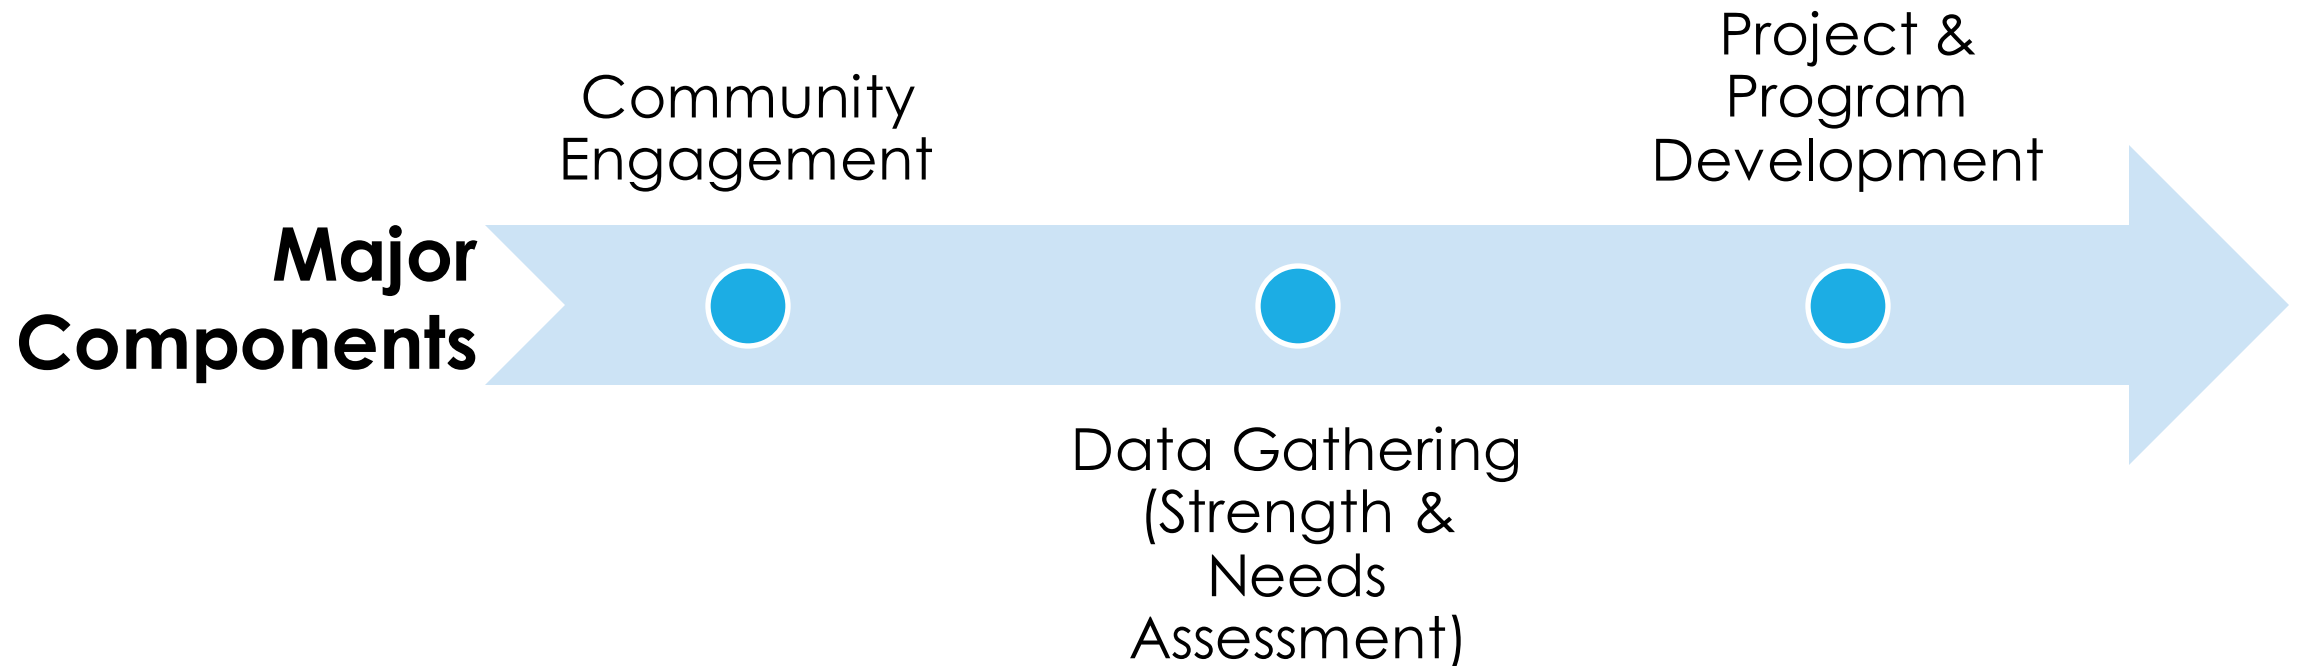 Major
Components
Community
Engagement
Data Gathering
(Strength &
Needs
Assessment)
Project &
Program
Development